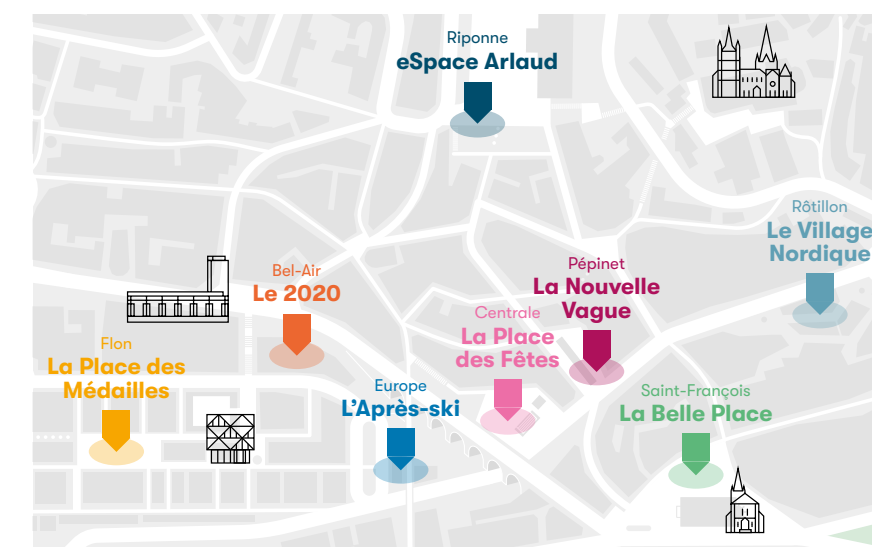 Riponne
eSpace Arlaud
Rôtillon
Le Village
Nordique
Bel-Air
Le 2020
Pépinet
La Nouvelle
Vague
Centrale
La Place
des Fêtes
Flon
La Place des
Médailles
Europe
L'Après-ski
Saint-François
La Belle Place